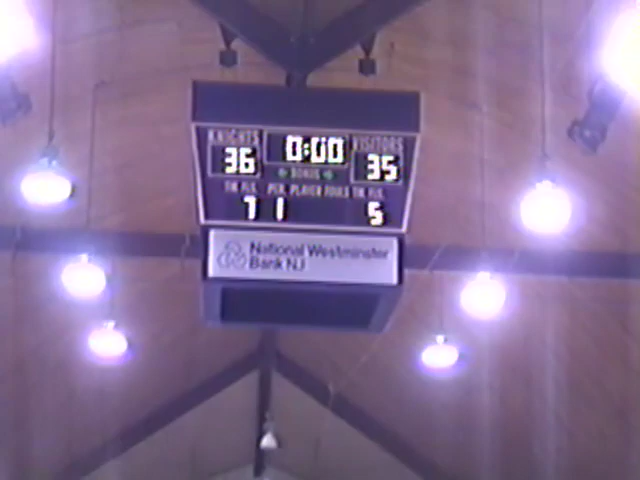 KNIGHTS 0:00 VISITORS
36 BONUS 35
TM. FLS. PER. PLAYER FOULS TM. FLS.
7 1 5
National Westminster
Bank NJ